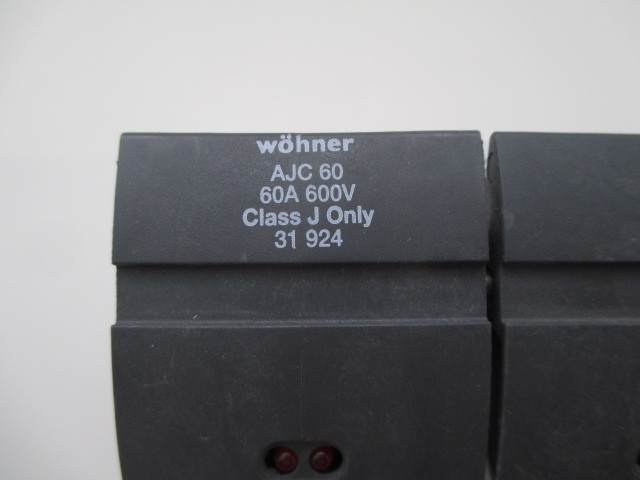 wöhner
AJC 60
60A 600V
Class J Only
31 924